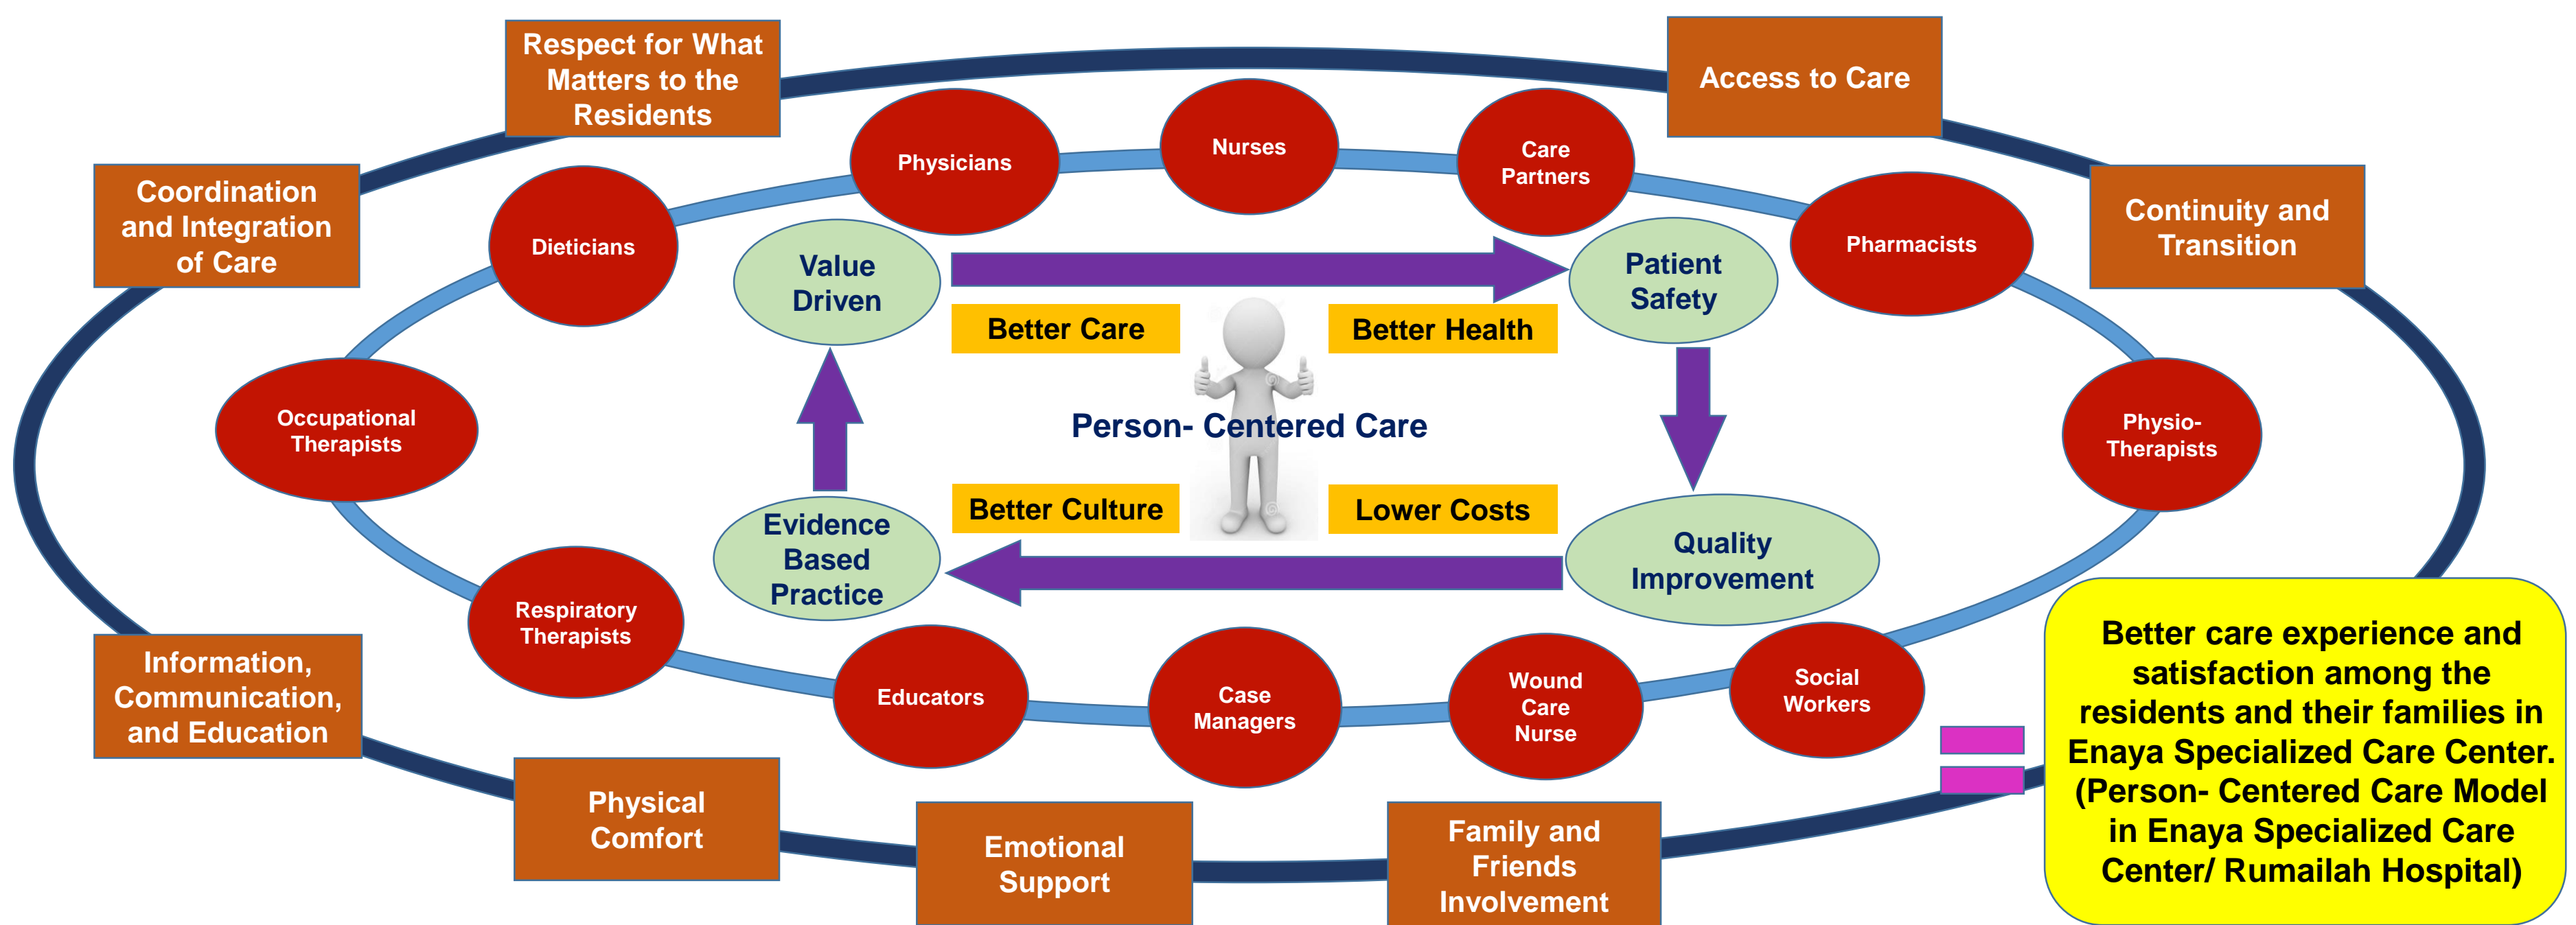 Respect for What
Matters to the
Residents
Access to Care
Coordination
and Integration
of Care
Continuity and
Transition
Physicians
Nurses
Care
Partners
Dieticians
Pharmacists
Value
Driven
Patient
Safety
Better Care
Better Health
Occupational
Therapists
Person- Centered Care
Physio-
Therapists
Better Culture
Lower Costs
Evidence
Based
Practice
Quality
Improvement
Respiratory
Therapists
Educators
Case
Managers
Wound
Care
Nurse
Social
Workers
Information,
Communication,
and Education
Physical
Comfort
Emotional
Support
Family and
Friends
Involvement
Better care experience and
satisfaction among the
residents and their families in
Enaya Specialized Care Center.
(Person- Centered Care Model
in Enaya Specialized Care
Center/ Rumailah Hospital)